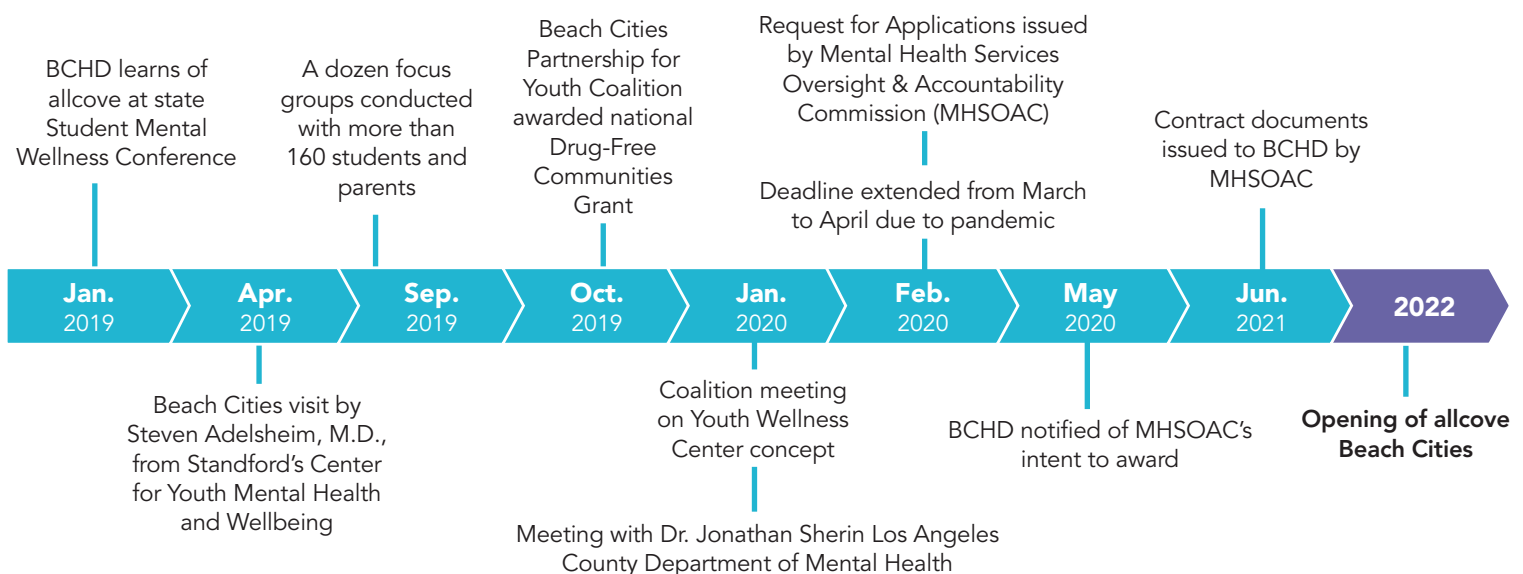 BCHD learns of
allcove at state
Student Mental
Wellness Conference
A dozen focus
groups conducted
with more than
160 students and
parents
Beach Cities
Partnership for
Youth Coalition
awarded national
Drug-Free
Communities
Grant
Request for Applications issued
by Mental Health Services
Oversight & Accountability
Commission (MHSOAC)
Deadline extended from March
to April due to pandemic
Contract documents
issued to BCHD by
MHSOAC
Jan.
2019
Apr.
2019
Sep.
2019
Oct.
2019
Jan.
2020
Feb.
2020
May
2020
Jun.
2021
2022
Beach Cities visit by
Steven Adelsheim, M.D.,
from Standford's Center
for Youth Mental Health
and Wellbeing
Coalition meeting
on Youth Wellness
Center concept
Meeting with Dr. Jonathan Sherin Los Angeles
County Department of Mental Health
BCHD notified of MHSOAC's
intent to award
Opening of allcove
Beach Cities